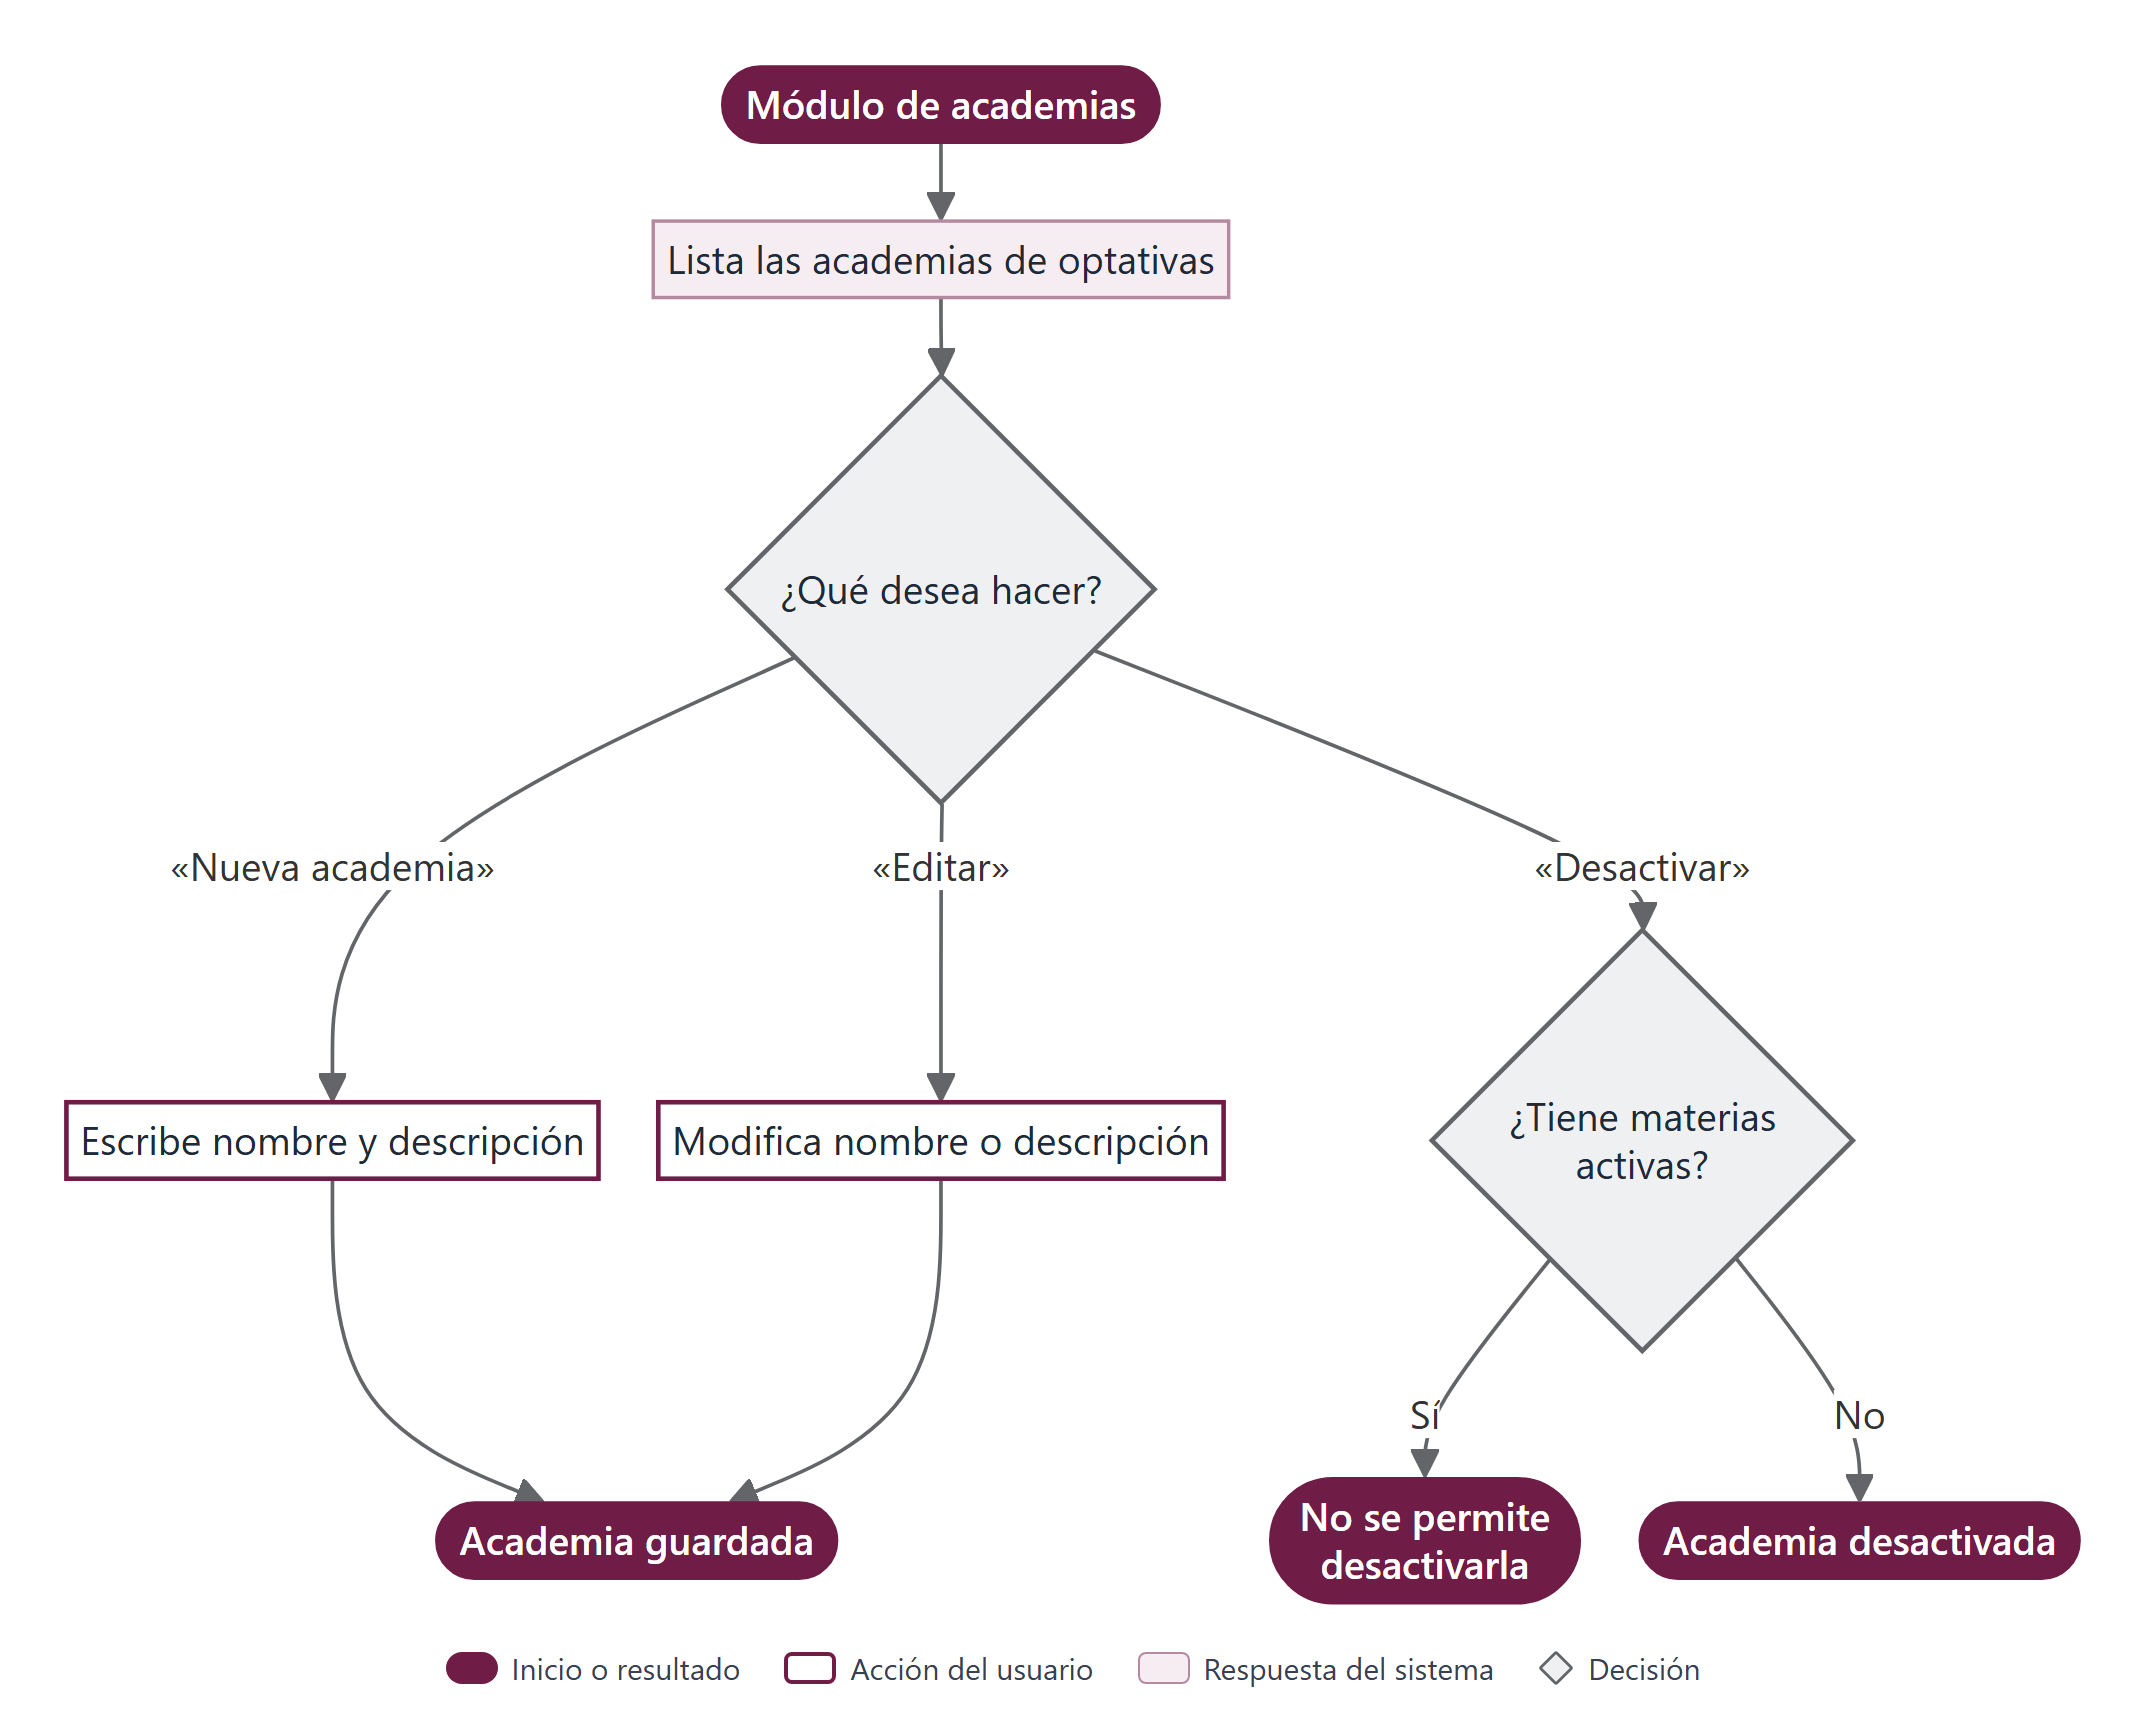 Módulo de academias
Lista las academias de optativas
¿Qué desea hacer?
«Nueva academia»
«Editar»
«Desactivar»
Escribe nombre y descripción
Modifica nombre o descripción
¿Tiene materias
activas?
Sí
No
Academia guardada
No se permite
desactivarla
Academia desactivada
Inicio o resultado
Acción del usuario
Respuesta del sistema
Decisión